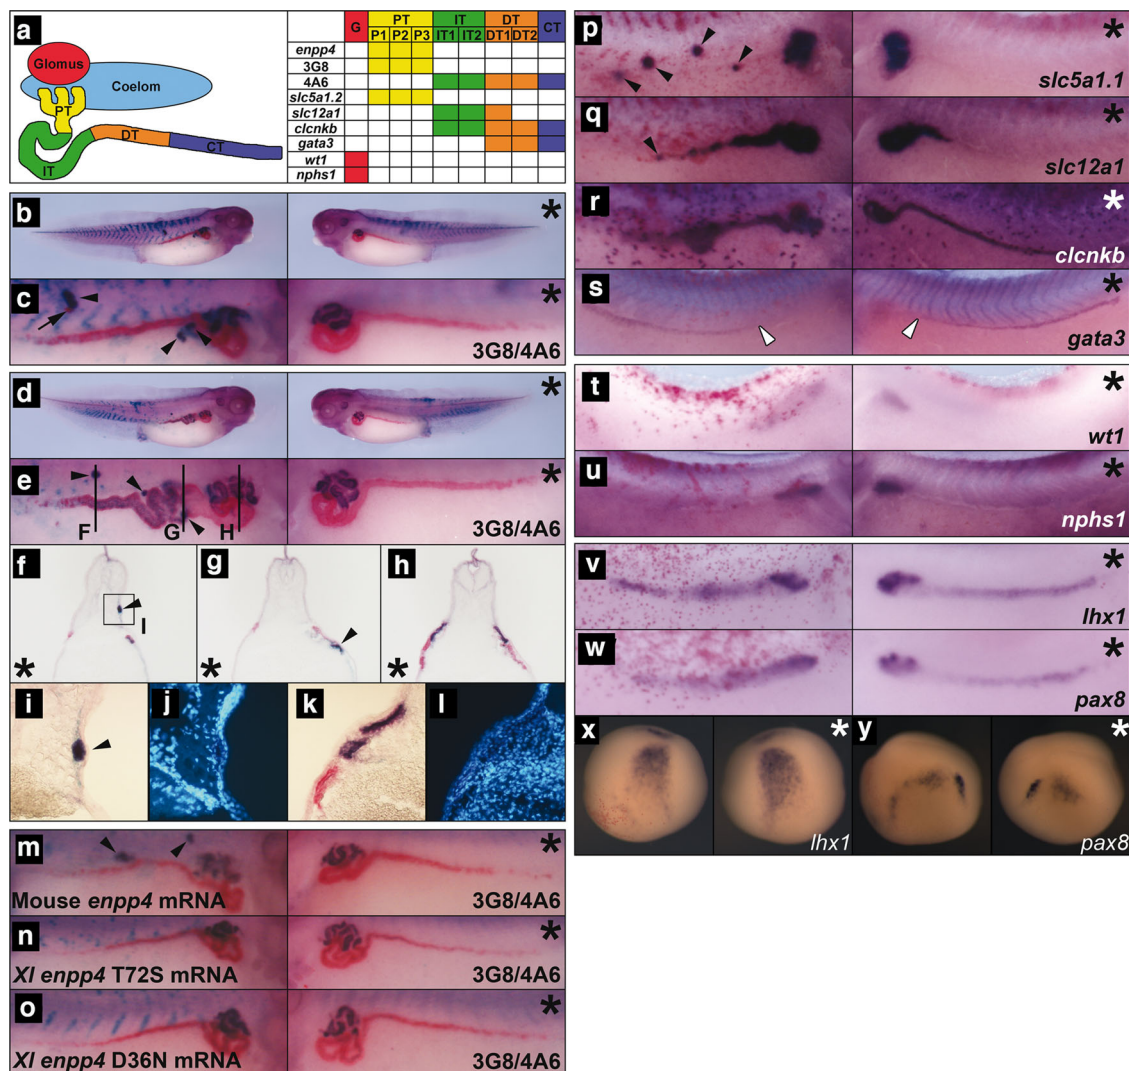 a
Glomus
Coelom
PT
IT
DT
CT
G PT IT DT CT
P1 P2 P3 IT1 IT2 DT1 DT2
enpp4
3G8
4A6
slc5a1.2
slc12a1
clcnkb
gata3
wt1
nphs1
b *
c *
3G8/4A6
d *
e *
F G H
3G8/4A6
f g h
I
* * *
i j k l
m *
Mouse enpp4 mRNA 3G8/4A6
n *
Xl enpp4 T72S mRNA 3G8/4A6
o *
Xl enpp4 D36N mRNA 3G8/4A6
p *
slc5a1.1
q *
slc12a1
r *
clcnkb
s *
gata3
t *
wt1
u *
nphs1
v *
lhx1
w *
pax8
x * y *
lhx1 pax8